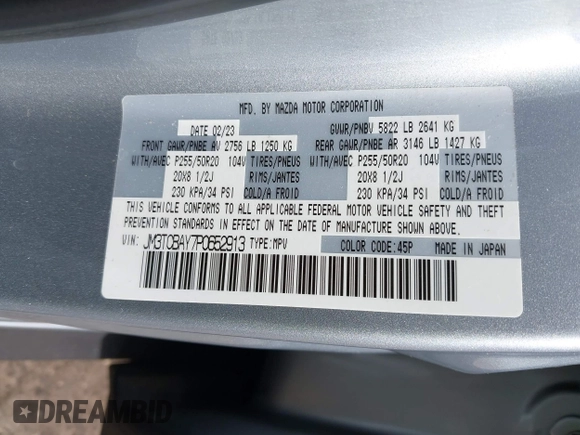 MFD. BY MAZDA MOTOR CORPORATION
DATE 02/23 GVWR/PNBV 5822 LB 2641 KG
FRONT GAWR/PNBE AV 2756 LB 1250 KG REAR GAWR/PNBE AR 3146 LB 1427 KG
WITH/AVEC P255/50R20 104V TIRES/PNEUS WITH/AVEC P255/50R20 104V TIRES/PNEUS
20X8 1/2J RIMS/JANTES 20X8 1/2J RIMS/JANTES
230 KPA/34 PSI COLD/A FROID 230 KPA/34 PSI COLD/A FROID
THIS VEHICLE CONFORMS TO ALL APPLICABLE FEDERAL MOTOR VEHICLE SAFETY AND THEFT
PREVENTION STANDARDS IN EFFECT ON THE DATE OF MANUFACTURE SHOWN ABOVE.
VIN: JM3TCBAY7P0652913 TYPE: MPV COLOR CODE: 45P MADE IN JAPAN
DREAMBID